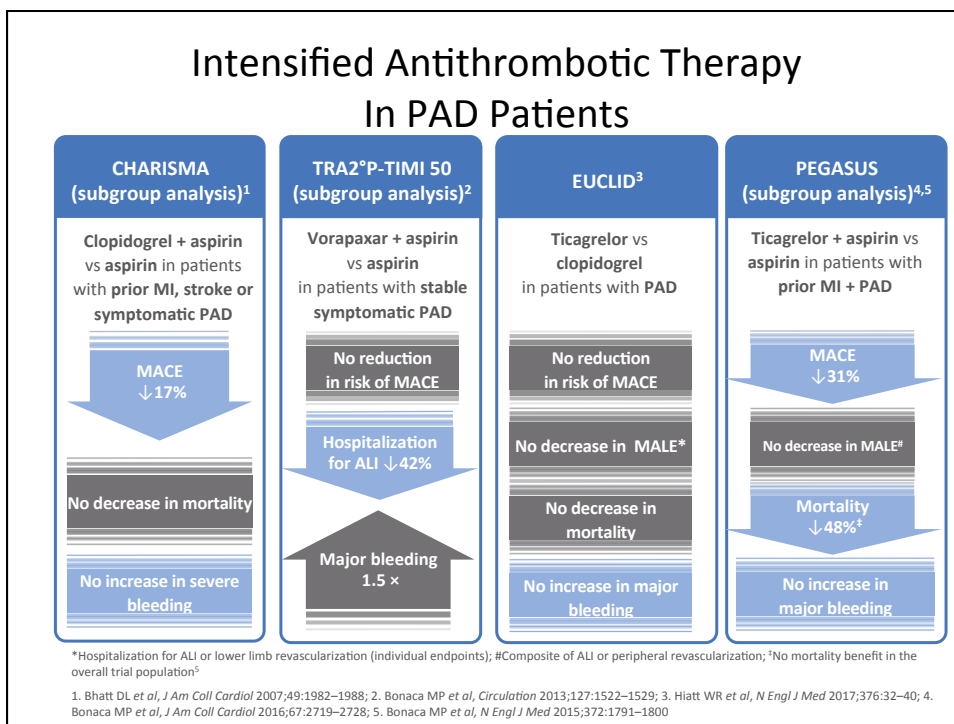 Intensified Antithrombotic Therapy
In PAD Patients
CHARISMA
(subgroup analysis)¹
Clopidogrel + aspirin
vs aspirin in patients
with prior MI, stroke or
symptomatic PAD
MACE
↓17%
No decrease in mortality
No increase in severe
bleeding
TRA2°P-TIMI 50
(subgroup analysis)²
Vorapaxar + aspirin
vs aspirin
in patients with stable
symptomatic PAD
No reduction
in risk of MACE
Hospitalization
for ALI ↓42%
Major bleeding
1.5 ×
EUCLID³
Ticagrelor vs
clopidogrel
in patients with PAD
No reduction
in risk of MACE
No decrease in MALE*
No decrease in
mortality
No increase in major
bleeding
PEGASUS
(subgroup analysis)⁴,⁵
Ticagrelor + aspirin vs
aspirin in patients with
prior MI + PAD
MACE
↓31%
No decrease in MALE#
Mortality
↓48%‡
No increase in
major bleeding
*Hospitalization for ALI or lower limb revascularization (individual endpoints); #Composite of ALI or peripheral revascularization; ‡No mortality benefit in the
overall trial population⁵
1. Bhatt DL et al, J Am Coll Cardiol 2007;49:1982–1988; 2. Bonaca MP et al, Circulation 2013;127:1522–1529; 3. Hiatt WR et al, N Engl J Med 2017;376:32–40; 4.
Bonaca MP et al, J Am Coll Cardiol 2016;67:2719–2728; 5. Bonaca MP et al, N Engl J Med 2015;372:1791–1800